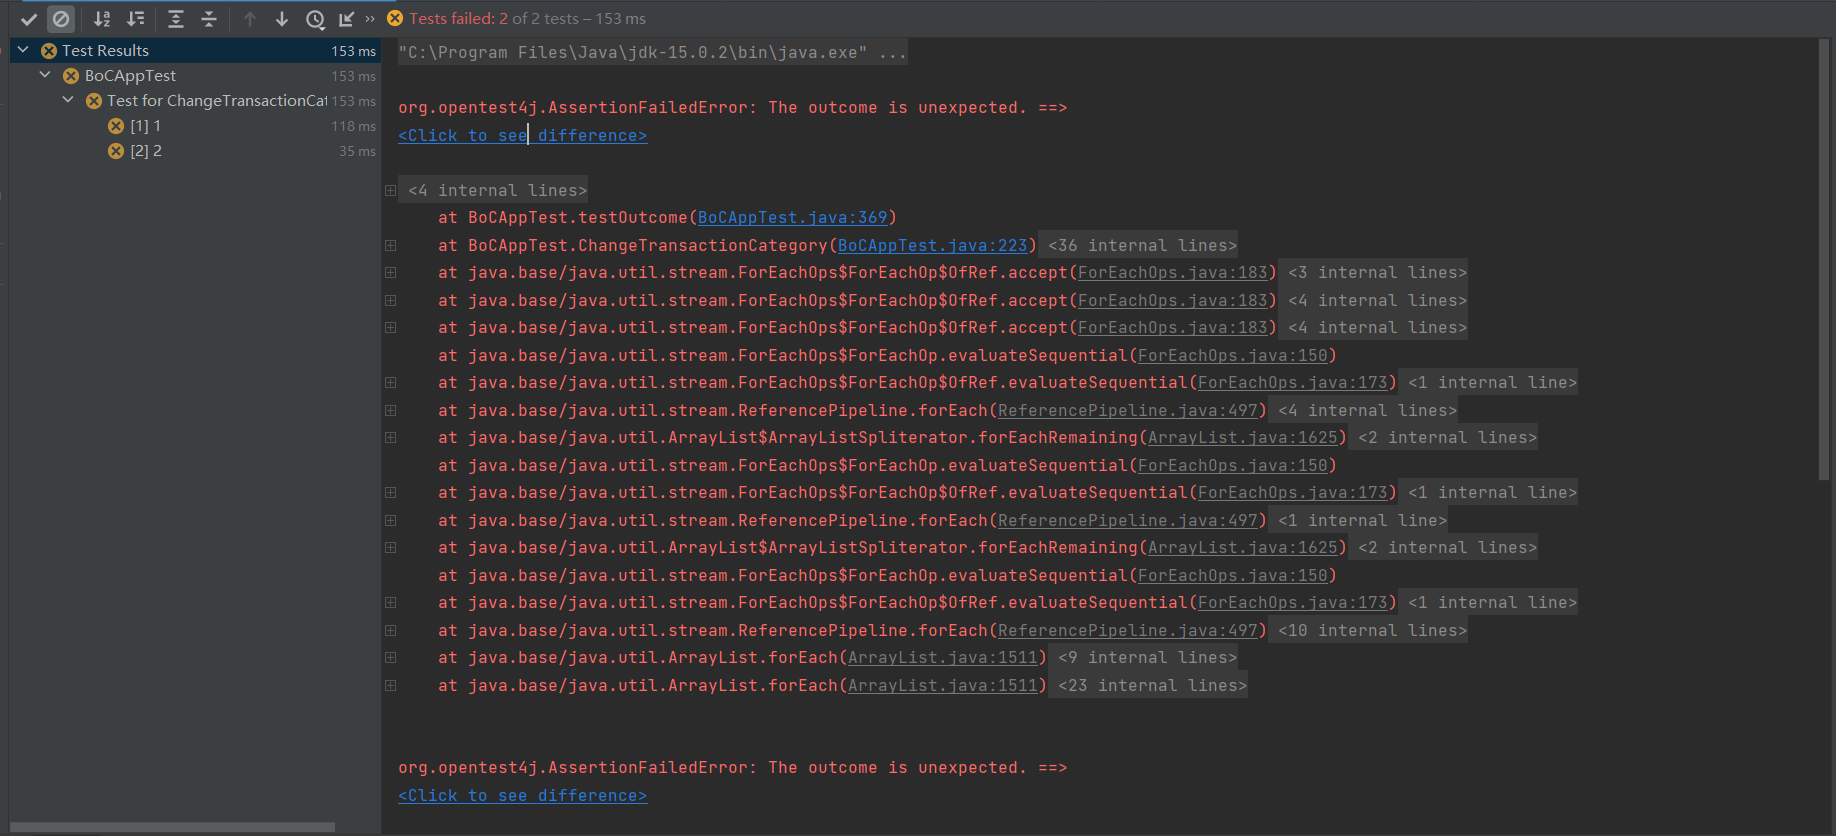 Tests failed: 2 of 2 tests – 153 ms
Test Results 153 ms
BoCAppTest 153 ms
Test for ChangeTransactionCat 153 ms
[1] 1 118 ms
[2] 2 35 ms
"C:\Program Files\Java\jdk-15.0.2\bin\java.exe" ...
org.opentest4j.AssertionFailedError: The outcome is unexpected. ==>
<Click to see difference>
<4 internal lines>
at BoCAppTest.testOutcome(BoCAppTest.java:369)
at BoCAppTest.ChangeTransactionCategory(BoCAppTest.java:223) <36 internal lines>
at java.base/java.util.stream.ForEachOps$ForEachOp$OfRef.accept(ForEachOps.java:183) <3 internal lines>
at java.base/java.util.stream.ForEachOps$ForEachOp$OfRef.accept(ForEachOps.java:183) <4 internal lines>
at java.base/java.util.stream.ForEachOps$ForEachOp$OfRef.accept(ForEachOps.java:183) <4 internal lines>
at java.base/java.util.stream.ForEachOps$ForEachOp.evaluateSequential(ForEachOps.java:150)
at java.base/java.util.stream.ForEachOps$ForEachOp$OfRef.evaluateSequential(ForEachOps.java:173) <1 internal line>
at java.base/java.util.stream.ReferencePipeline.forEach(ReferencePipeline.java:497) <4 internal lines>
at java.base/java.util.ArrayList$ArrayListSpliterator.forEachRemaining(ArrayList.java:1625) <2 internal lines>
at java.base/java.util.stream.ForEachOps$ForEachOp.evaluateSequential(ForEachOps.java:150)
at java.base/java.util.stream.ForEachOps$ForEachOp$OfRef.evaluateSequential(ForEachOps.java:173) <1 internal line>
at java.base/java.util.stream.ReferencePipeline.forEach(ReferencePipeline.java:497) <1 internal line>
at java.base/java.util.ArrayList$ArrayListSpliterator.forEachRemaining(ArrayList.java:1625) <2 internal lines>
at java.base/java.util.stream.ForEachOps$ForEachOp.evaluateSequential(ForEachOps.java:150)
at java.base/java.util.stream.ForEachOps$ForEachOp$OfRef.evaluateSequential(ForEachOps.java:173) <1 internal line>
at java.base/java.util.stream.ReferencePipeline.forEach(ReferencePipeline.java:497) <10 internal lines>
at java.base/java.util.ArrayList.forEach(ArrayList.java:1511) <9 internal lines>
at java.base/java.util.ArrayList.forEach(ArrayList.java:1511) <23 internal lines>
org.opentest4j.AssertionFailedError: The outcome is unexpected. ==>
<Click to see difference>